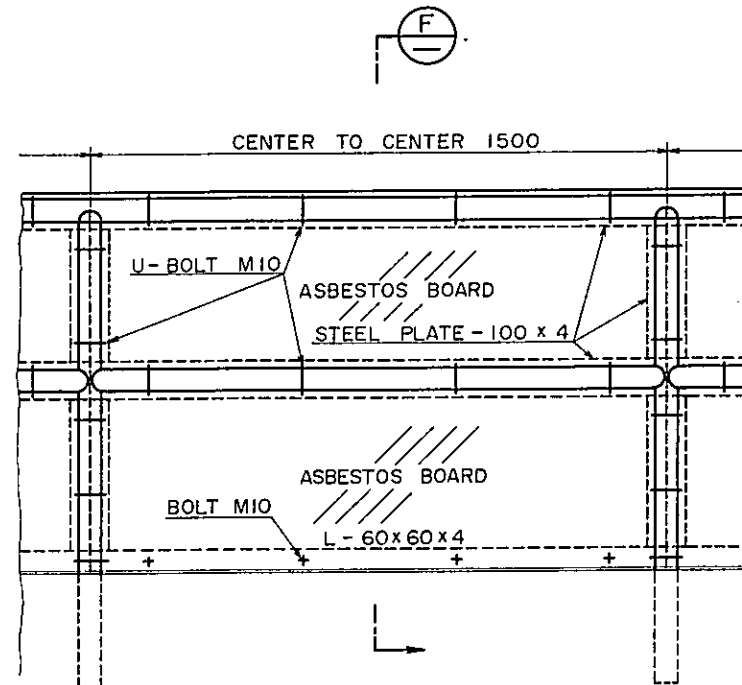 F
CENTER TO CENTER 1500
U-BOLT M10
ASBESTOS BOARD
STEEL PLATE-100 x 4
ASBESTOS BOARD
BOLT M10
L-60x60x4